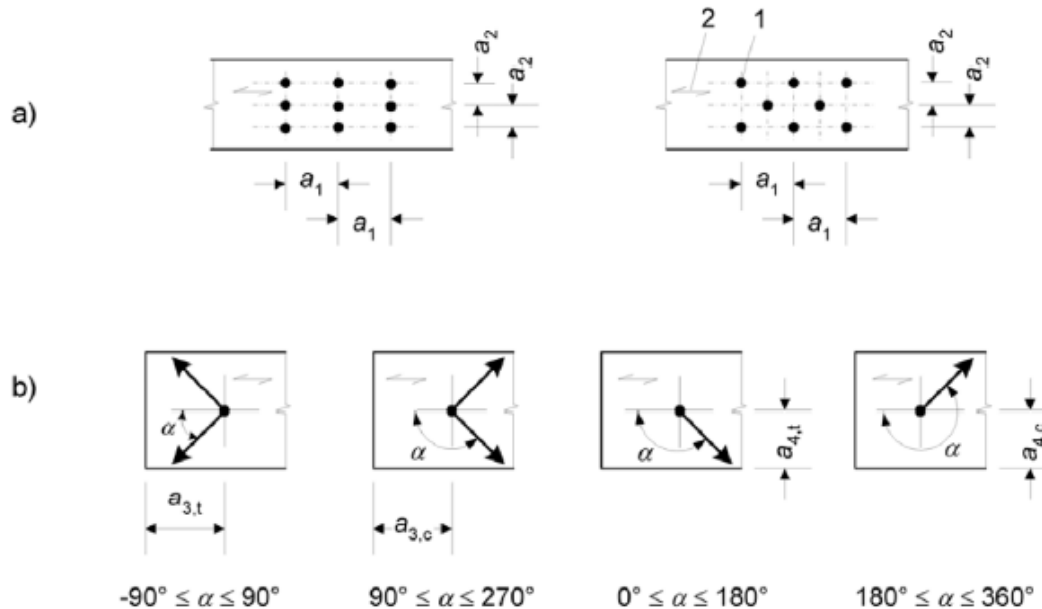 a)
2 1
a₂ a₂
a₂ a₂
a₁ a₁
a₁ a₁
b)
α α α α
a₄,t a₄,c
a₃,t a₃,c
-90° ≤ α ≤ 90° 90° ≤ α ≤ 270° 0° ≤ α ≤ 180° 180° ≤ α ≤ 360°